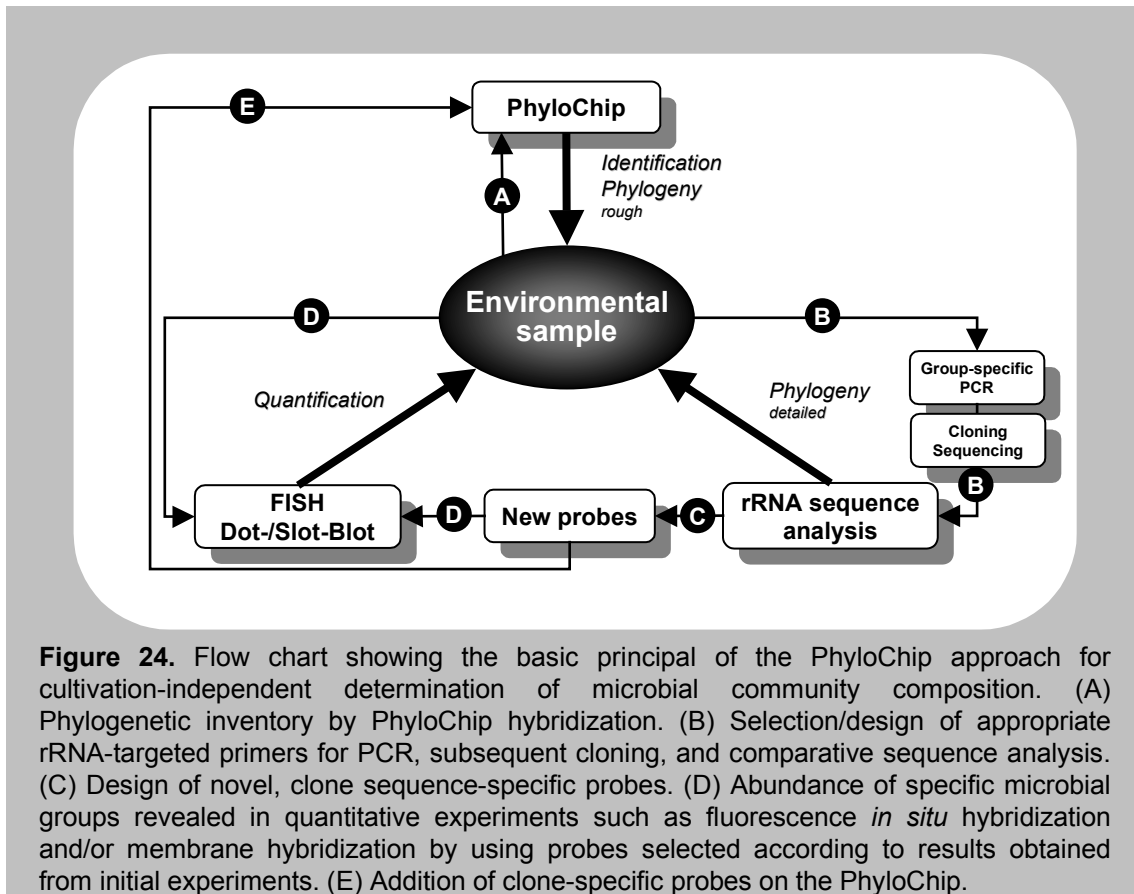 E
PhyloChip
A
Identification
Phylogeny
rough
Environmental
sample
D
B
Quantification
Phylogeny
detailed
Group-specific
PCR
Cloning
Sequencing
B
FISH
Dot-/Slot-Blot
D
New probes
C
rRNA sequence
analysis
Figure 24. Flow chart showing the basic principal of the PhyloChip approach for
cultivation-independent determination of microbial community composition. (A)
Phylogenetic inventory by PhyloChip hybridization. (B) Selection/design of appropriate
rRNA-targeted primers for PCR, subsequent cloning, and comparative sequence analysis.
(C) Design of novel, clone sequence-specific probes. (D) Abundance of specific microbial
groups revealed in quantitative experiments such as fluorescence in situ hybridization
and/or membrane hybridization by using probes selected according to results obtained
from initial experiments. (E) Addition of clone-specific probes on the PhyloChip.